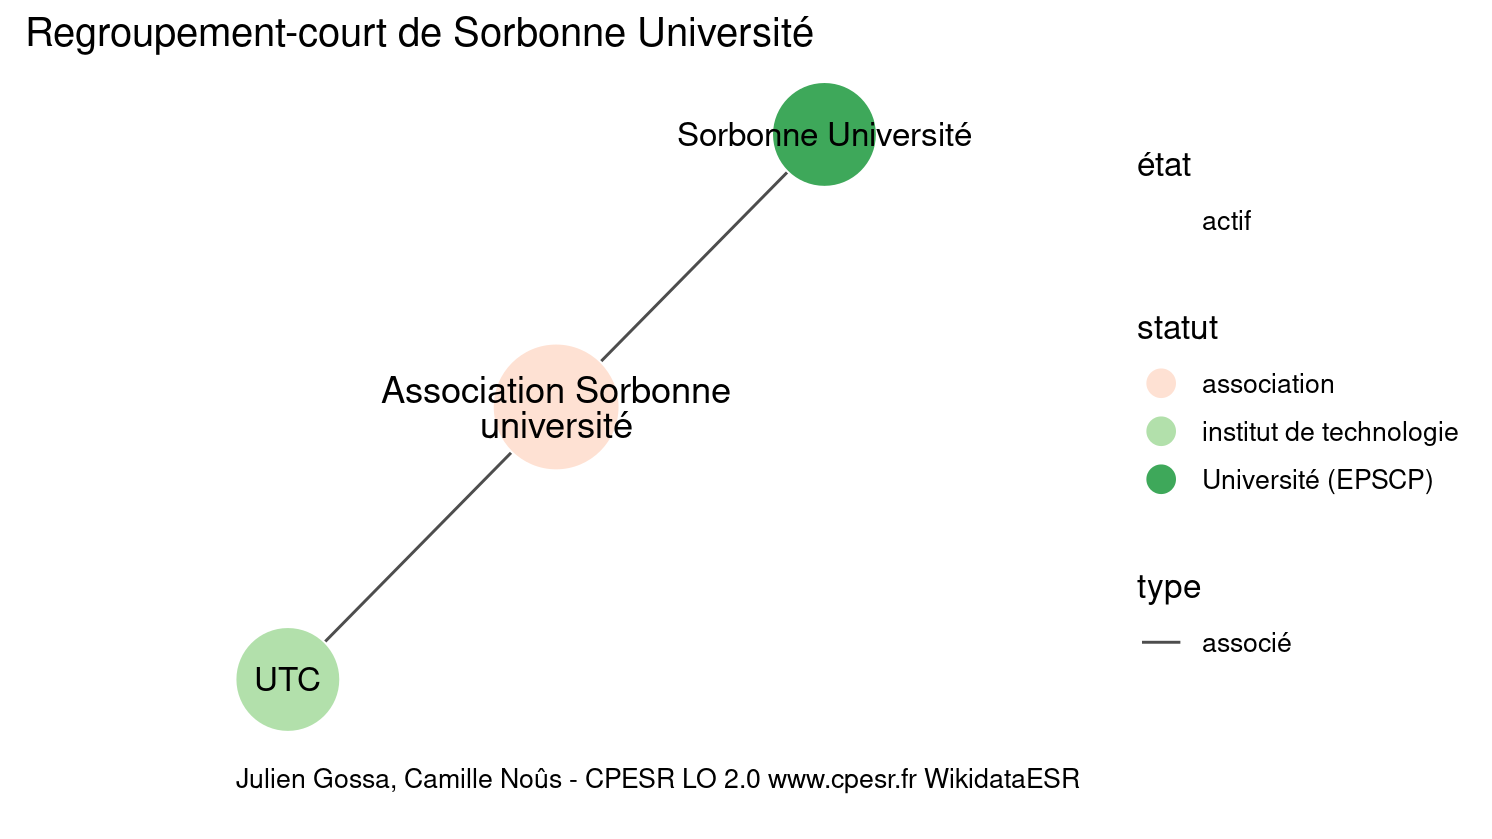 Regroupement-court de Sorbonne Université
Sorbonne Université
Association Sorbonne
université
UTC
état
actif
statut
association
institut de technologie
Université (EPSCP)
type
associé
Julien Gossa, Camille Noûs - CPESR LO 2.0 www.cpesr.fr WikidataESR